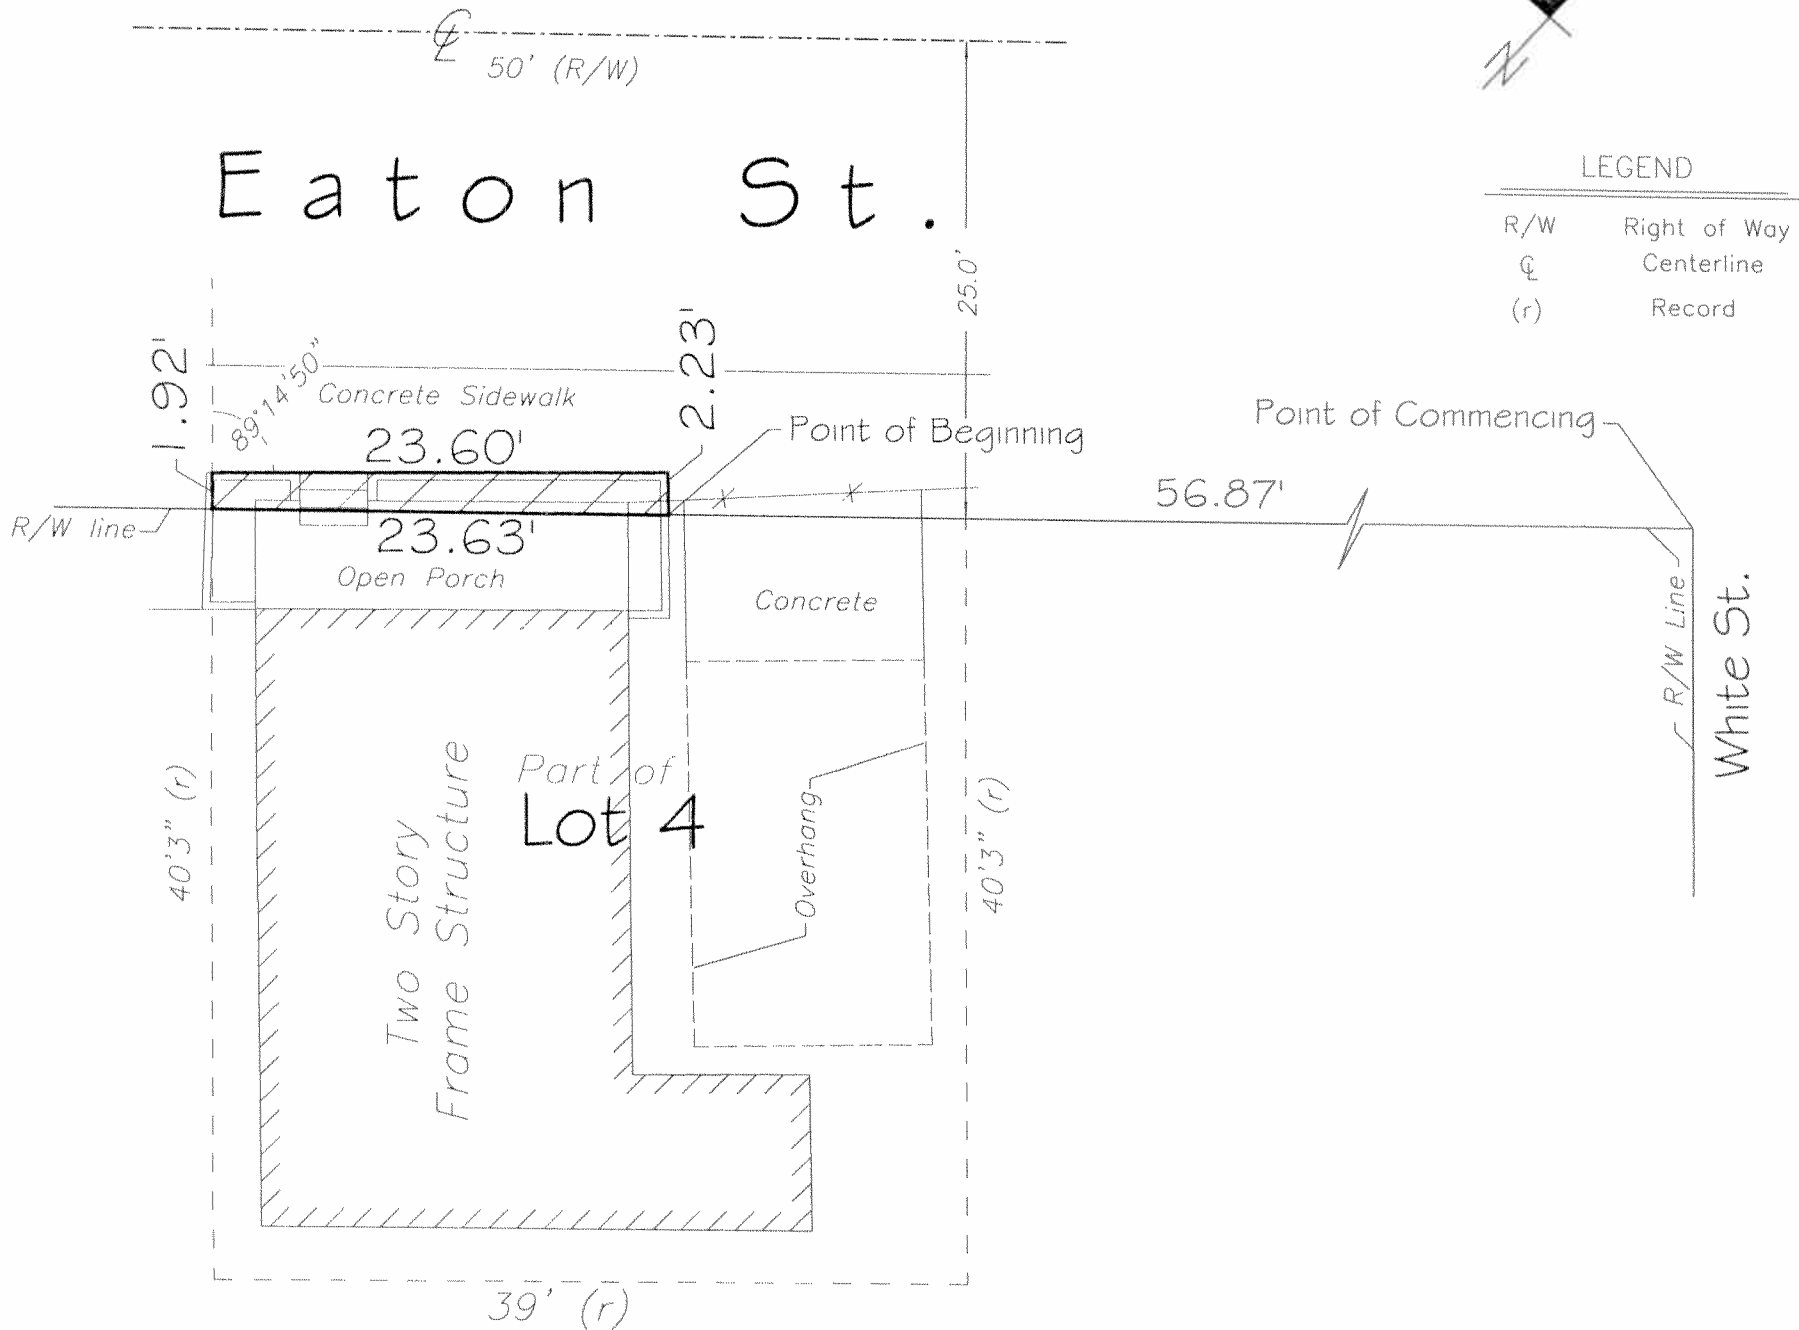 ℄
50' (R/W)
N
Eaton St.
LEGEND
R/W Right of Way
℄ Centerline
(r) Record
25.0'
1.92'
89°14'50"
Concrete Sidewalk
2.23'
23.60'
Point of Beginning
Point of Commencing
56.87'
R/W line
23.63'
Open Porch
Concrete
R/W Line
White St.
Part of
Lot 4
Two Story
Frame Structure
Overhang
40'3" (r)
40'3" (r)
39' (r)